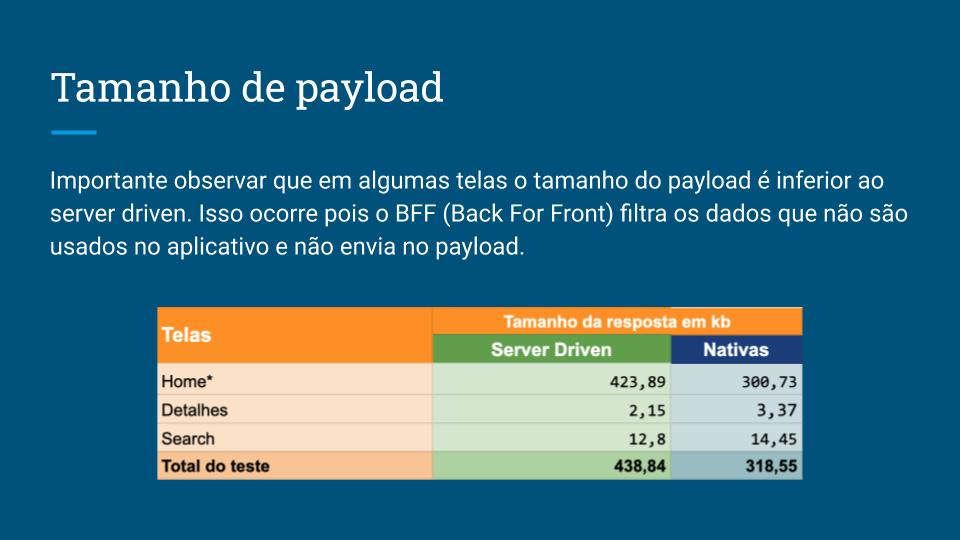 Tamanho de payload
Importante observar que em algumas telas o tamanho do payload é inferior ao
server driven. Isso ocorre pois o BFF (Back For Front) filtra os dados que não são
usados no aplicativo e não envia no payload.
Telas
Tamanho da resposta em kb
Server Driven Nativas
Home* 423,89 300,73
Detalhes 2,15 3,37
Search 12,8 14,45
Total do teste 438,84 318,55